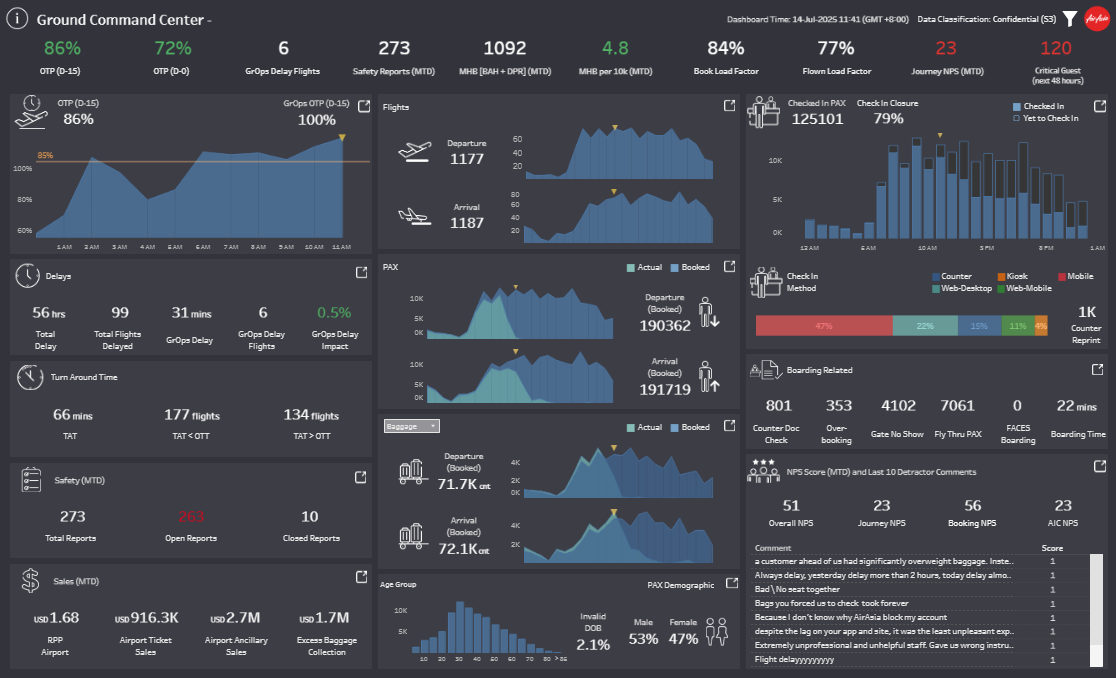 i
Ground Command Center -
Dashboard Time: 14-Jul-2025 11:41 (GMT +8:00)
Data Classification: Confidential (S3)
AirAsia
86%
OTP (D-15)
72%
OTP (D-0)
6
GrOps Delay Flights
273
Safety Reports (MTD)
1092
MHB [BAH + DPR] (MTD)
4.8
MHB per 10k (MTD)
84%
Book Load Factor
77%
Flown Load Factor
23
Journey NPS (MTD)
120
Critical Guest
(next 48 hours)
OTP (D-15)
86%
GrOps OTP (D-15)
100%
85%
100%
80%
60%
1 AM 2 AM 3 AM 4 AM 5 AM 6 AM 7 AM 8 AM 9 AM 10 AM 11 AM
Delays
56 hrs
Total
Delay
99
Total Flights
Delayed
31 mins
GrOps Delay
6
GrOps Delay
Flights
0.5%
GrOps Delay
Impact
Turn Around Time
66 mins
TAT
177 flights
TAT < OTT
134 flights
TAT > OTT
Safety (MTD)
273
Total Reports
263
Open Reports
10
Closed Reports
Sales (MTD)
USD 1.68
RPP
Airport
USD 916.3K
Airport Ticket
Sales
USD 2.7M
Airport Ancillary
Sales
USD 1.7M
Excess Baggage
Collection
Flights
Departure
1177
60
40
20
Arrival
1187
80
60
40
20
PAX
Actual Booked
10K
5K
0K
Departure
(Booked)
190362
10K
5K
0K
Arrival
(Booked)
191719
Baggage
Actual Booked
Departure
(Booked)
71.7K cnt
4K
2K
0K
Arrival
(Booked)
72.1K cnt
4K
2K
Age Group
PAX Demographic
10K
5K
10 20 30 40 50 60 70 80 > 86
Invalid
DOB
2.1%
Male
53%
Female
47%
Checked In PAX
125101
Check In Closure
79%
Checked In
Yet to Check In
10K
5K
0K
12 AM 5 AM 10 AM 3 PM 8 PM 1 AM
Check In
Method
Counter Kiosk Mobile
Web-Desktop Web-Mobile
47% 22% 15% 11% 4%
1K
Counter
Reprint
Boarding Related
801
Counter Doc
Check
353
Over-
booking
4102
Gate No Show
7061
Fly Thru PAX
0
FACES
Boarding
22 mins
Boarding Time
NPS Score (MTD) and Last 10 Detractor Comments
51
Overall NPS
23
Journey NPS
56
Booking NPS
23
AIC NPS
Comment Score
a customer ahead of us had significantly overweight baggage. Inste.. 1
Always delay, yesterday delay more than 2 hours, today delay almo.. 1
Bad \ No seat together 1
Bags you forced us to check took forever 1
Because I don't know why AirAsia block my account 1
despite the lag on your app and site, it was the least unpleasant exp.. 1
Extremely unprofessional and unhelpful staff. Gave us wrong instru.. 1
Flight delayyyyyyyyy 1